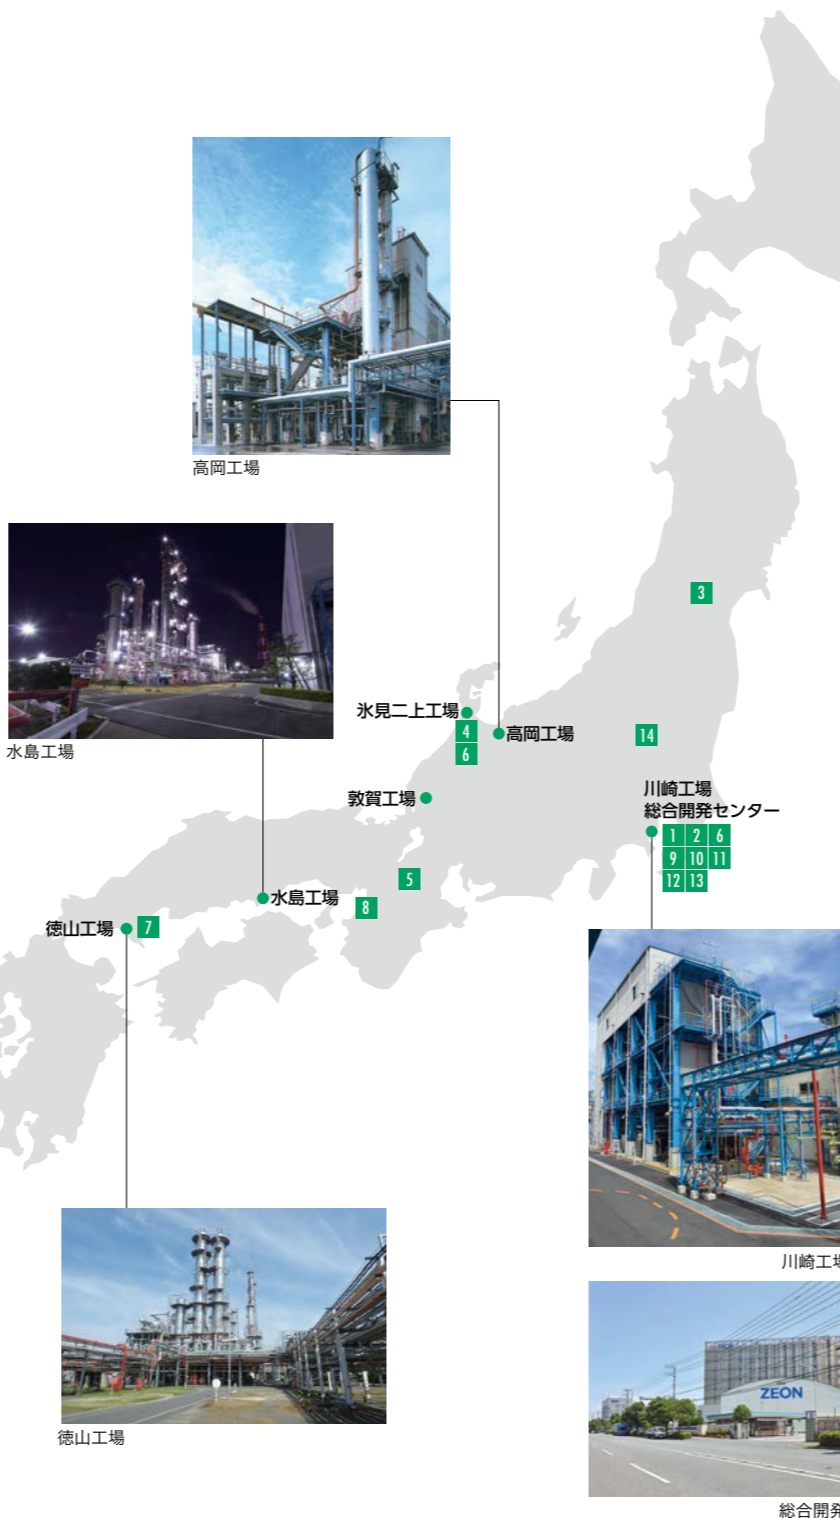 高岡工場
水島工場
3
氷見二上工場
4
6
高岡工場
14
敦賀工場
川崎工場
総合開発センター
1 2 6
9 10 11
12 13
5
水島工場
8
徳山工場
7
川崎工場
ZEON
徳山工場
総合開発